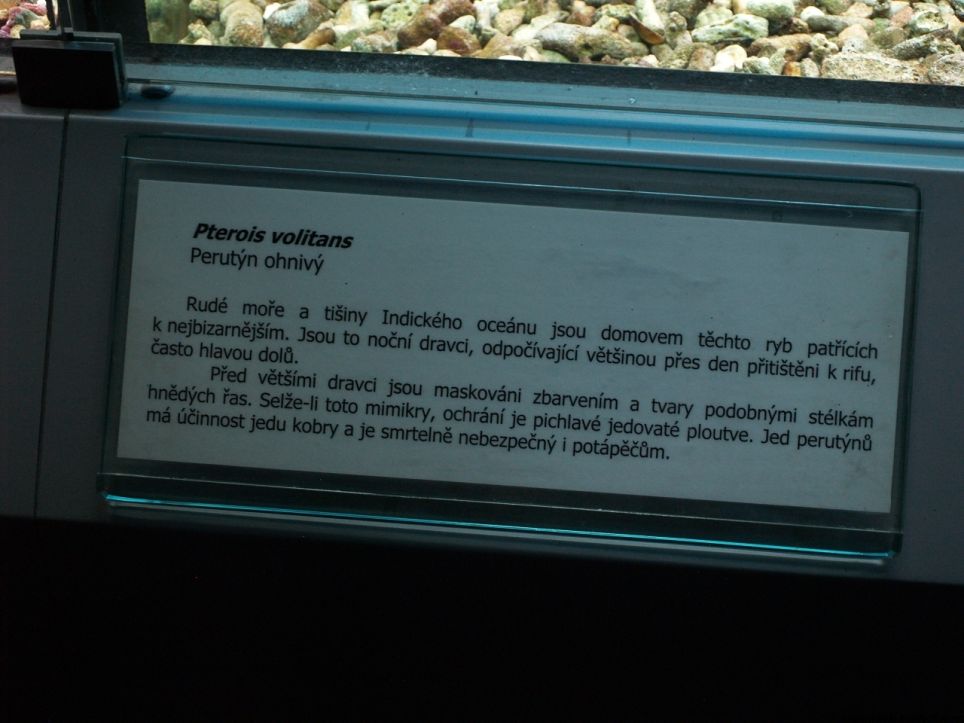 Pterois volitans
Perutýn ohnivý
Rudé moře a tišiny Indického oceánu jsou domovem těchto ryb patřících
k nejbizarnějším. Jsou to noční dravci, odpočívající většinou přes den přitištěni k rifu,
často hlavou dolů.
Před většími dravci jsou maskováni zbarvením a tvary podobnými stélkám
hnědých řas. Selže-li toto mimikry, ochrání je pichlavé jedovaté ploutve. Jed perutýnů
má účinnost jedu kobry a je smrtelně nebezpečný i potápěčům.